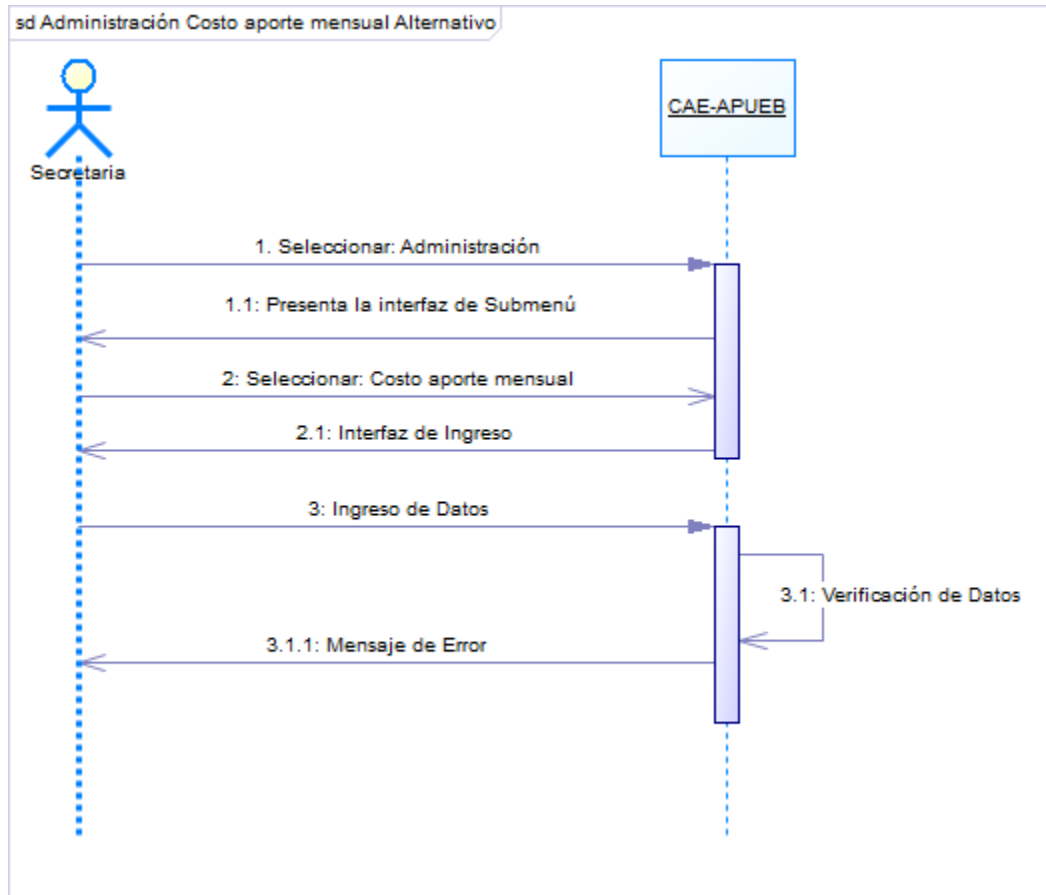 sd Administración Costo aporte mensual Alternativo
CAE-APUEB
Secretaria
1. Seleccionar: Administración
1.1: Presenta la interfaz de Submenú
2: Seleccionar: Costo aporte mensual
2.1: Interfaz de Ingreso
3: Ingreso de Datos
3.1: Verificación de Datos
3.1.1: Mensaje de Error